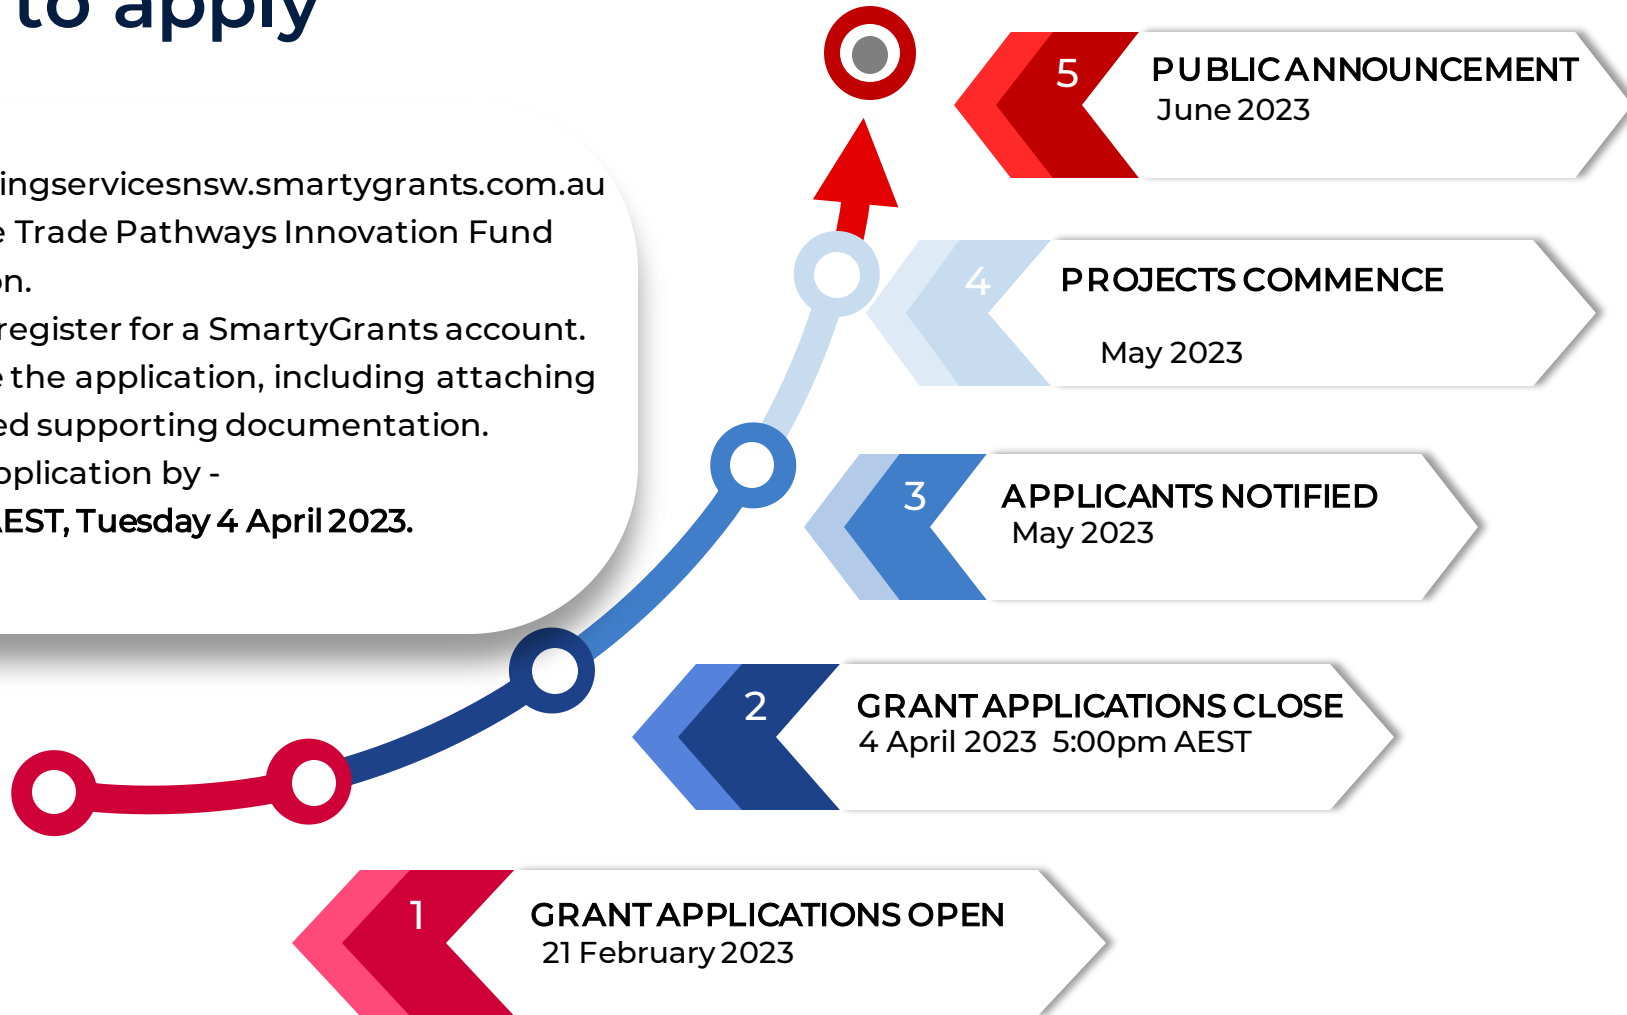 to apply
ingservicesnsw.smartygrants.com.au
e Trade Pathways Innovation Fund
on.
register for a SmartyGrants account.
e the application, including attaching
ed supporting documentation.
pplication by -
AEST, Tuesday 4 April 2023.
5
PUBLIC ANNOUNCEMENT
June 2023
4
PROJECTS COMMENCE
May 2023
3
APPLICANTS NOTIFIED
May 2023
2
GRANT APPLICATIONS CLOSE
4 April 2023 5:00pm AEST
1
GRANT APPLICATIONS OPEN
21 February 2023